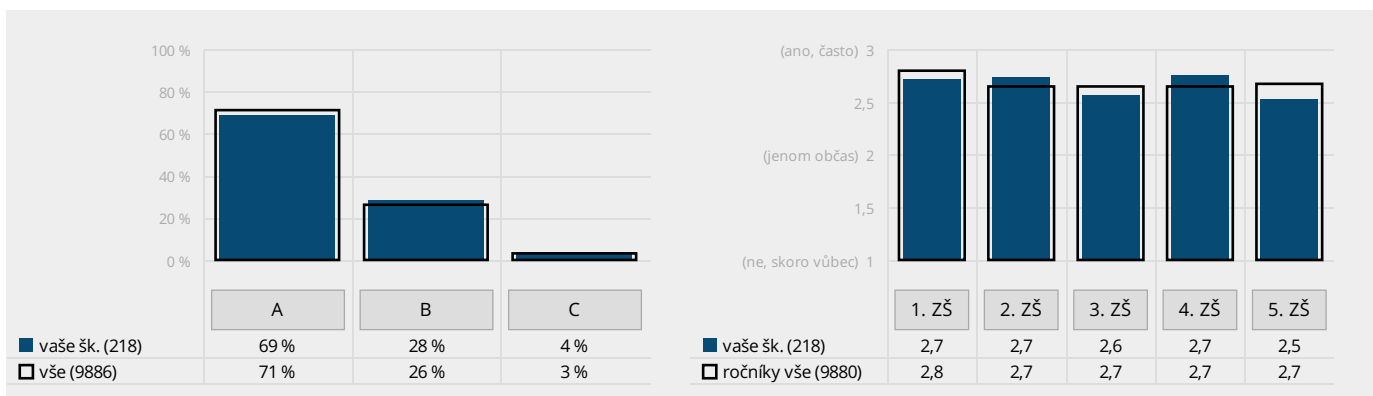 100 %
80 %
60 %
40 %
20 %
0 %
A B C
vaše šk. (218) 69 % 28 % 4 %
vše (9886) 71 % 26 % 3 %
(ano, často) 3
2,5
(jenom občas) 2
1,5
(ne, skoro vůbec) 1
1. ZŠ 2. ZŠ 3. ZŠ 4. ZŠ 5. ZŠ
vaše šk. (218) 2,7 2,7 2,6 2,7 2,5
ročníky vše (9880) 2,8 2,7 2,7 2,7 2,7